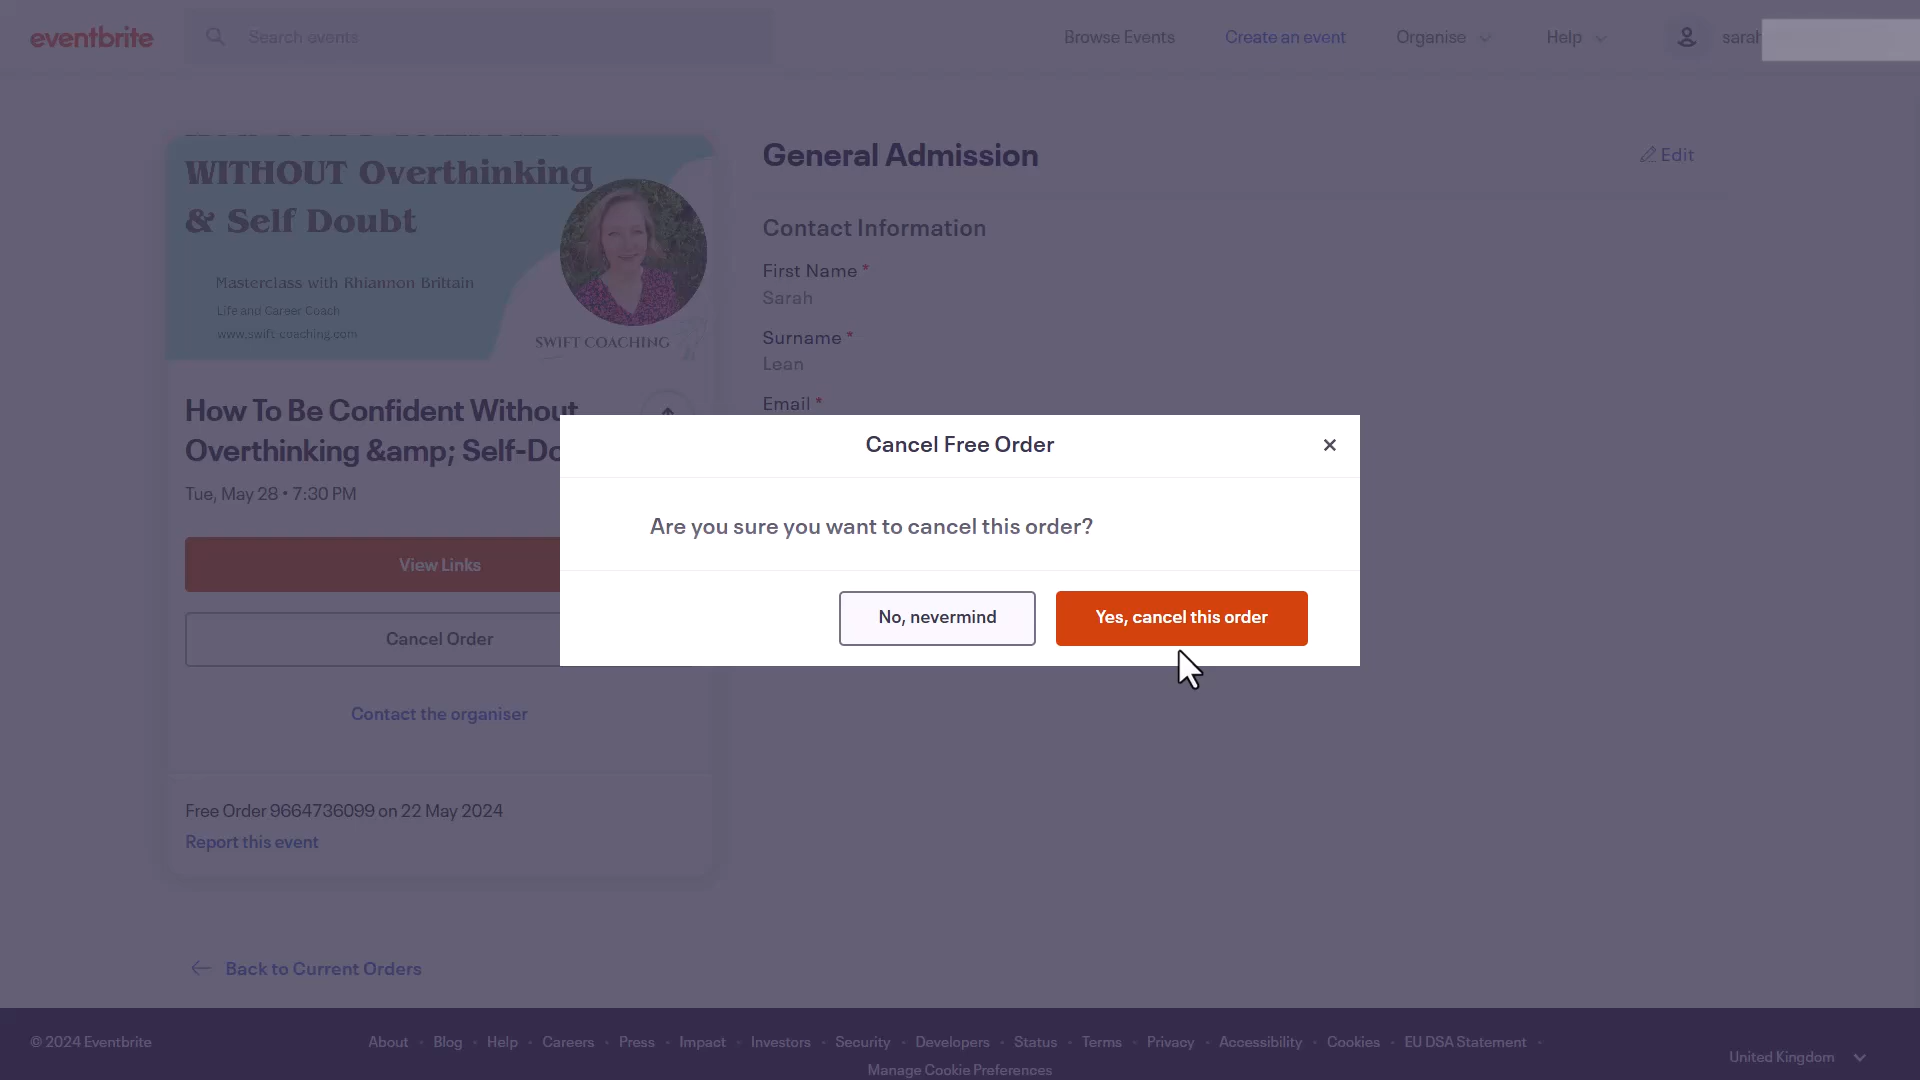 eventbrite
Search events
Browse Events
Create an event
Organise
Help
sarah
WITHOUT Overthinking
& Self Doubt
Masterclass with Rhiannon Brittain
Life and Career Coach
www.swift-coaching.com
SWIFT COACHING
How To Be Confident Without
Overthinking &amp; Self-Do
Tue, May 28 • 7:30 PM
View Links
Cancel Order
Contact the organiser
Free Order 9664736099 on 22 May 2024
Report this event
Back to Current Orders
General Admission
Edit
Contact Information
First Name *
Sarah
Surname *
Lean
Email *
Cancel Free Order
Are you sure you want to cancel this order?
No, nevermind
Yes, cancel this order
© 2024 Eventbrite
About · Blog · Help · Careers · Press · Impact · Investors · Security · Developers · Status · Terms · Privacy · Accessibility · Cookies · EU DSA Statement ·
Manage Cookie Preferences
United Kingdom